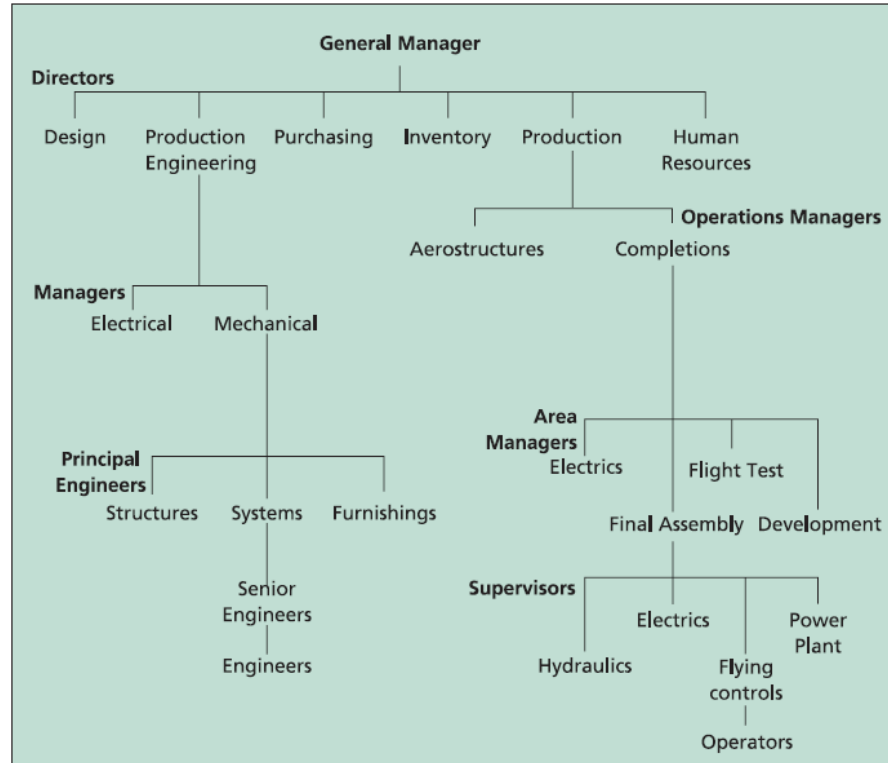 General Manager
Directors
Design
Production
Engineering
Purchasing
Inventory
Production
Human
Resources
Operations Managers
Aerostructures
Completions
Managers
Electrical
Mechanical
Area
Managers
Electrics
Flight Test
Principal
Engineers
Structures
Systems
Furnishings
Final Assembly
Development
Senior
Engineers
Engineers
Supervisors
Hydraulics
Electrics
Flying
controls
Power
Plant
Operators